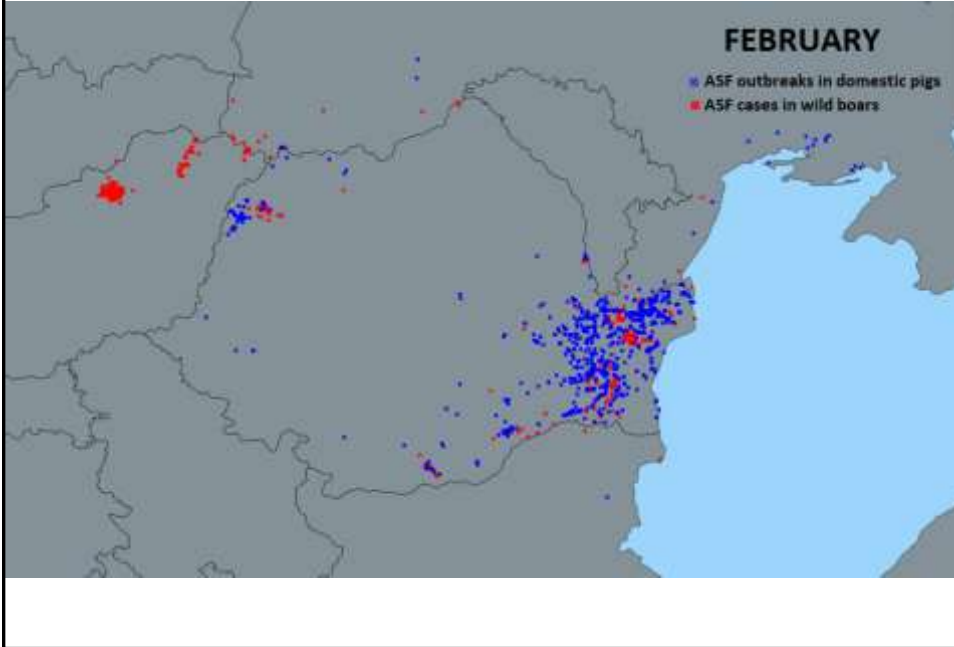 FEBRUARY
ASF outbreaks in domestic pigs
ASF cases in wild boars